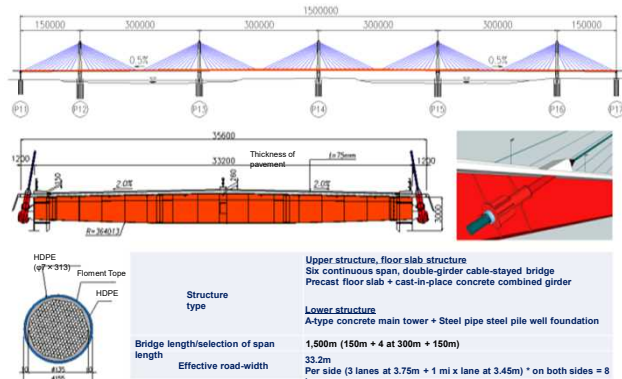 1500000
150000 300000 300000 300000 300000 150000
0.5% 0.5%
P11 P12 P13 P14 P15 P16 P17
35600
1200 33200 1200
Thickness of
pavement
t=75mm
2.0% 2.0%
3000
R=364013
HDPE
(φ7 × 313)
Floment Tope
HDPE
Structure
type
Upper structure, floor slab structure
Six continuous span, double-girder cable-stayed bridge
Precast floor slab + cast-in-place concrete combined girder
Lower structure
A-type concrete main tower + Steel pipe steel pile well foundation
Bridge length/selection of span
length
1,500m (150m + 4 at 300m + 150m)
Effective road-width
33.2m
Per side (3 lanes at 3.75m + 1 mi x lane at 3.45m) * on both sides = 8